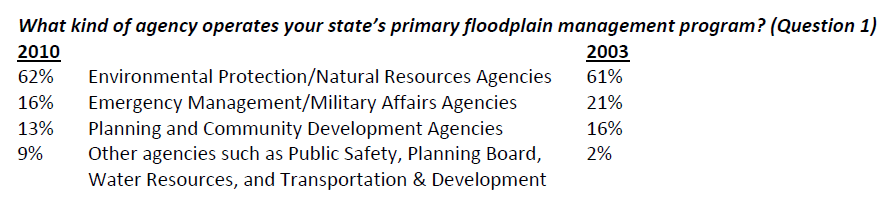 What kind of agency operates your state’s primary floodplain management program? (Question 1)
2010 2003
62% Environmental Protection/Natural Resources Agencies 61%
16% Emergency Management/Military Affairs Agencies 21%
13% Planning and Community Development Agencies 16%
9% Other agencies such as Public Safety, Planning Board, 2%
Water Resources, and Transportation & Development